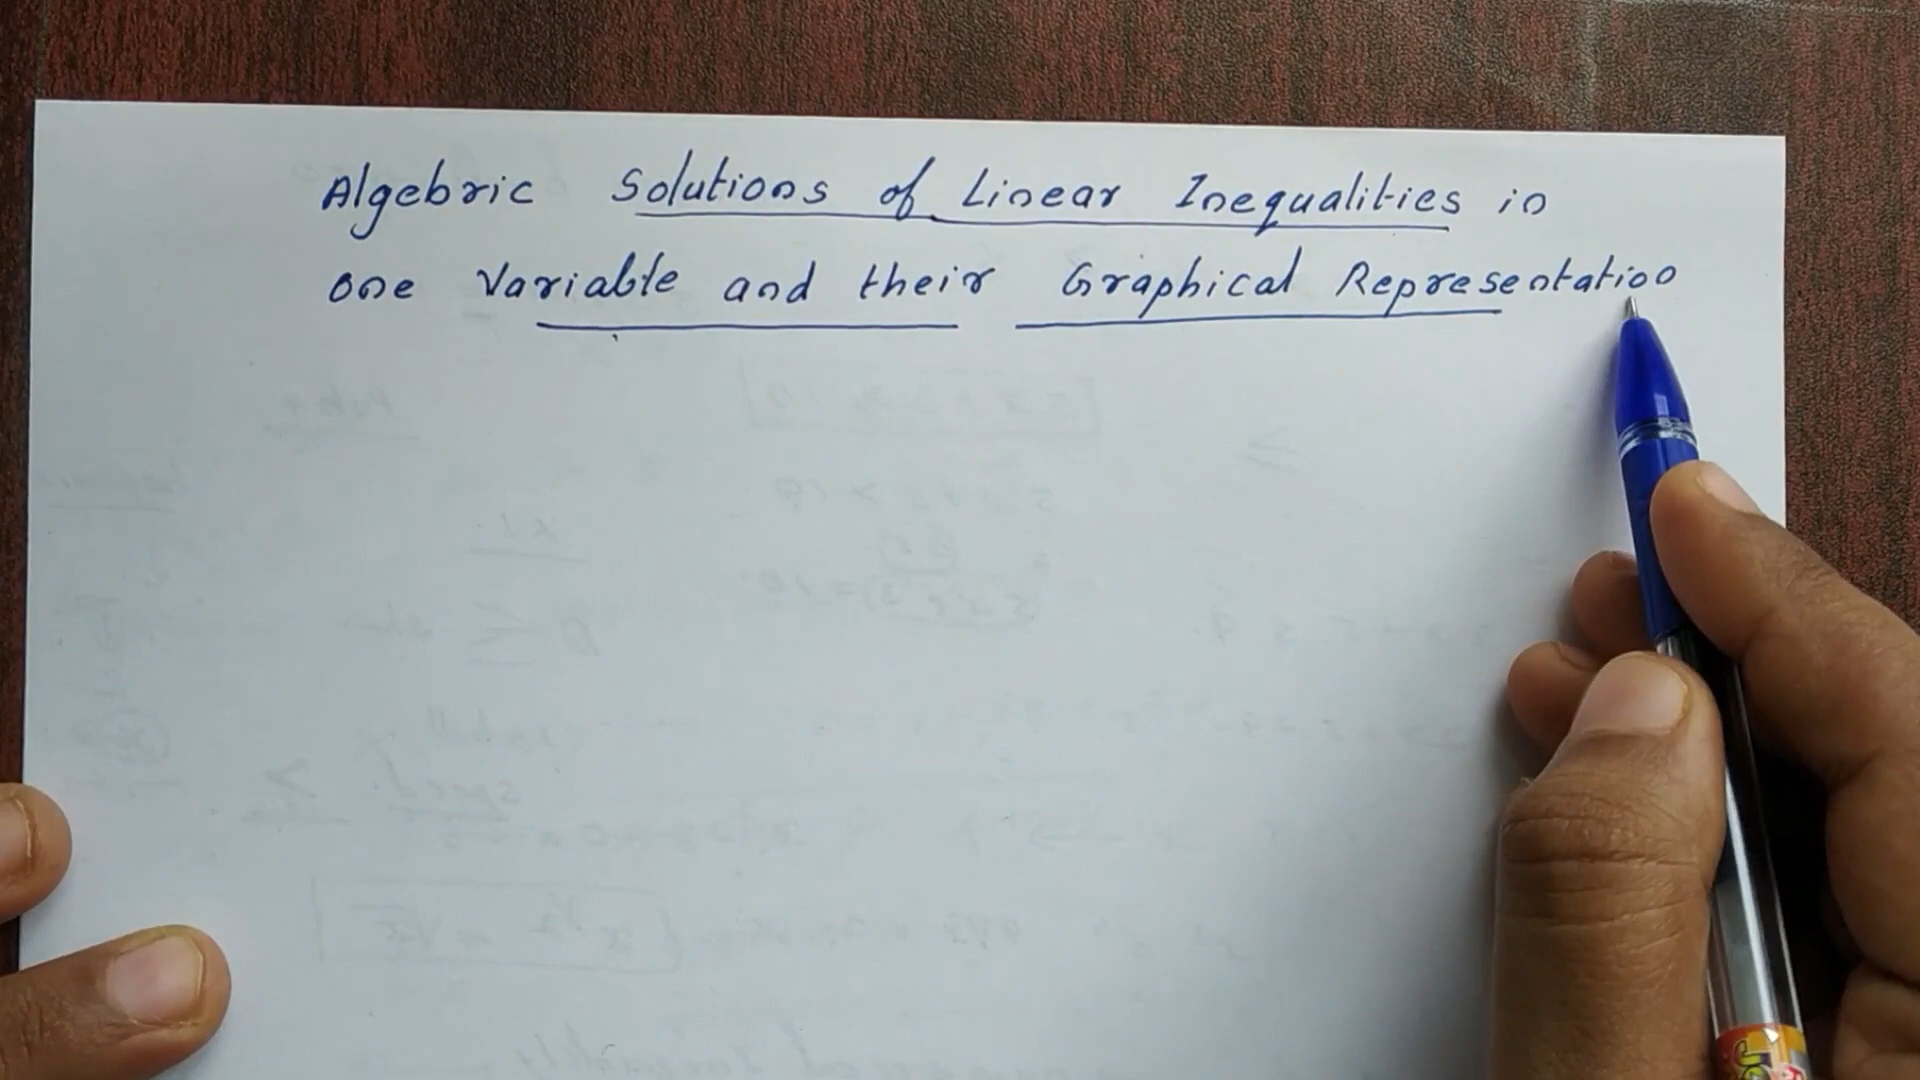 Algebric Solutions of Linear Inequalities in
one Variable and their Graphical Representation